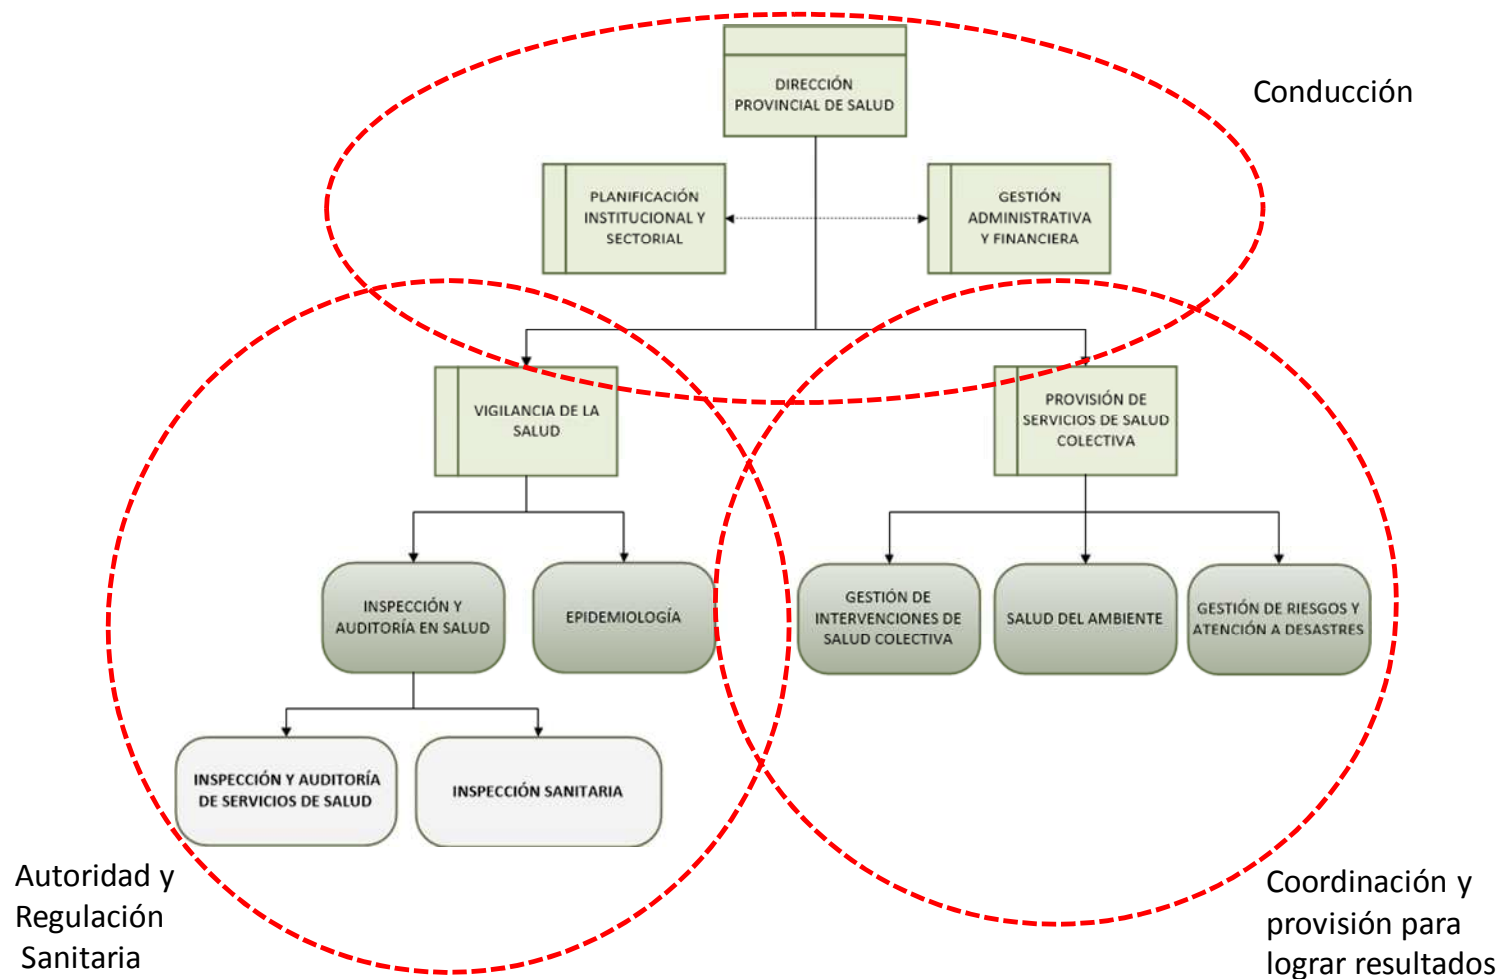 DIRECCIÓN
PROVINCIAL DE SALUD
Conducción
PLANIFICACIÓN
INSTITUCIONAL Y
SECTORIAL
GESTIÓN
ADMINISTRATIVA
Y FINANCIERA
VIGILANCIA DE LA
SALUD
PROVISIÓN DE
SERVICIOS DE SALUD
COLECTIVA
INSPECCIÓN Y
AUDITORÍA EN SALUD
EPIDEMIOLOGÍA
GESTIÓN DE
INTERVENCIONES DE
SALUD COLECTIVA
SALUD DEL AMBIENTE
GESTIÓN DE RIESGOS Y
ATENCIÓN A DESASTRES
INSPECCIÓN Y AUDITORÍA
DE SERVICIOS DE SALUD
INSPECCIÓN SANITARIA
Autoridad y
Regulación
Sanitaria
Coordinación y
provisión para
lograr resultados